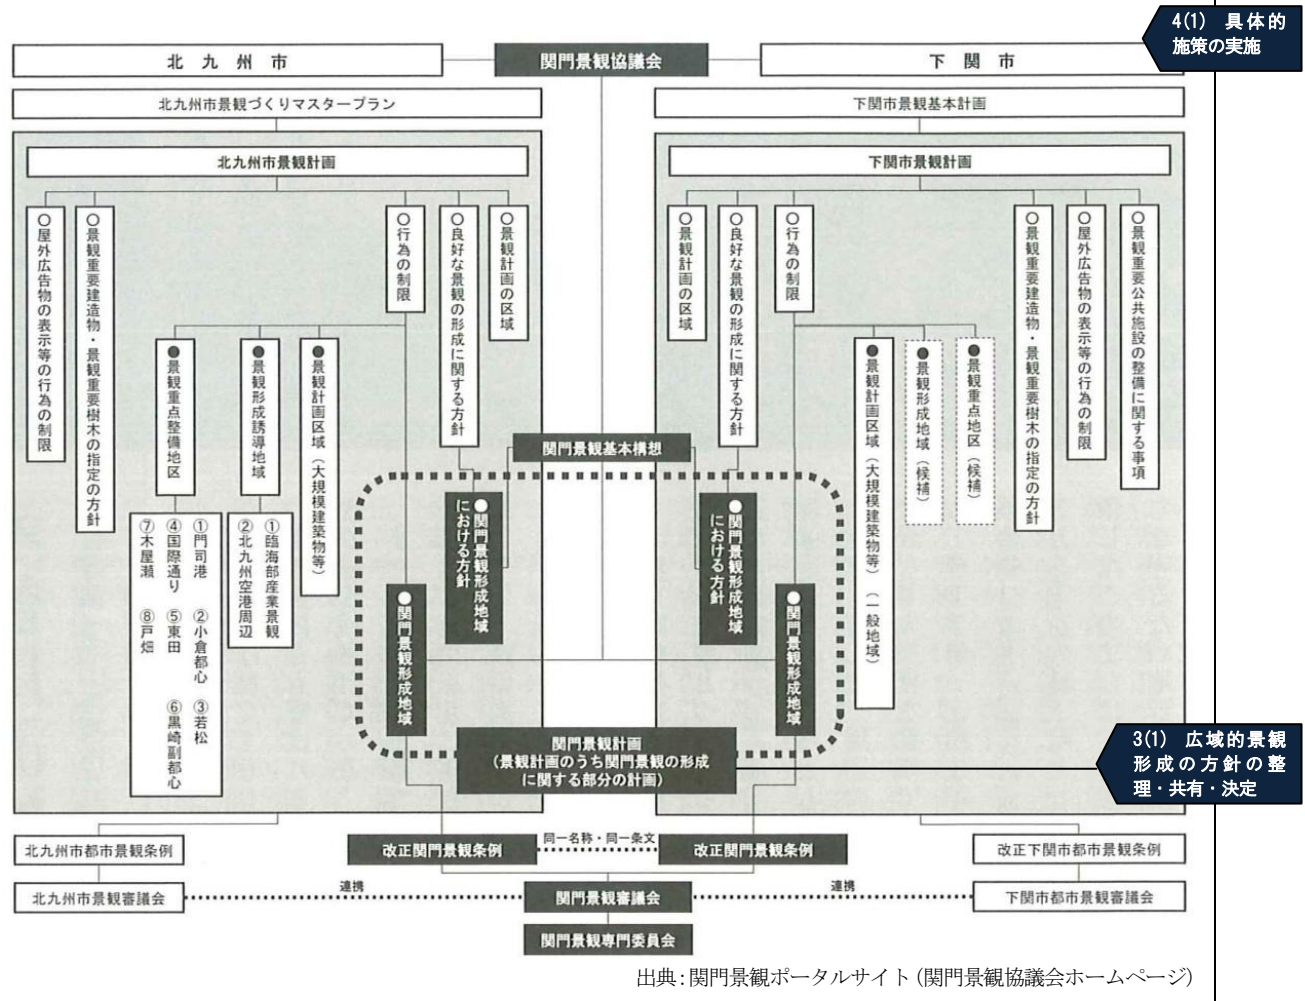 4(1) 具体的
施策の実施
北九州市
関門景観協議会
下関市
北九州市景観づくりマスタープラン
下関市景観基本計画
北九州市景観計画
下関市景観計画
○屋外広告物の表示等の行為の制限
○景観重要建造物・景観重要樹木の指定の方針
○行為の制限
○良好な景観の形成に関する方針
○景観計画の区域
○景観計画の区域
○良好な景観の形成に関する方針
○行為の制限
○景観重要建造物・景観重要樹木の指定の方針
○屋外広告物の表示等の行為の制限
○景観重要公共施設の整備に関する事項
●景観重点整備地区
●景観形成誘導地域
●景観計画区域(大規模建築物等)
●景観計画区域(大規模建築物等)(一般地域)
●景観形成地域(候補)
●景観重点地区(候補)
関門景観基本構想
①門司港 ②小倉都心 ③若松
④国際通り ⑤東田 ⑥黒崎副都心
⑦木屋瀬 ⑧戸畑
①臨海部産業景観
②北九州空港周辺
●関門景観形成地域
における方針
●関門景観形成地域
における方針
●関門景観形成地域
●関門景観形成地域
関門景観計画
(景観計画のうち関門景観の形成
に関する部分の計画)
3(1) 広域的景観
形成の方針の整
理・共有・決定
北九州市都市景観条例
改正関門景観条例
同一名称・同一条文
改正関門景観条例
改正下関市都市景観条例
北九州市景観審議会
連携
関門景観審議会
連携
下関市都市景観審議会
関門景観専門委員会
出典:関門景観ポータルサイト(関門景観協議会ホームページ)